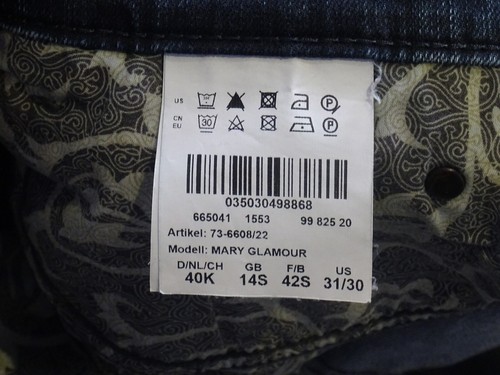 US
CN
EU 30
P
P
035030498868
665041 1553 99 825 20
Artikel: 73-6608/22
Modell: MARY GLAMOUR
D/NL/CH GB F/B US
40K 14S 42S 31/30